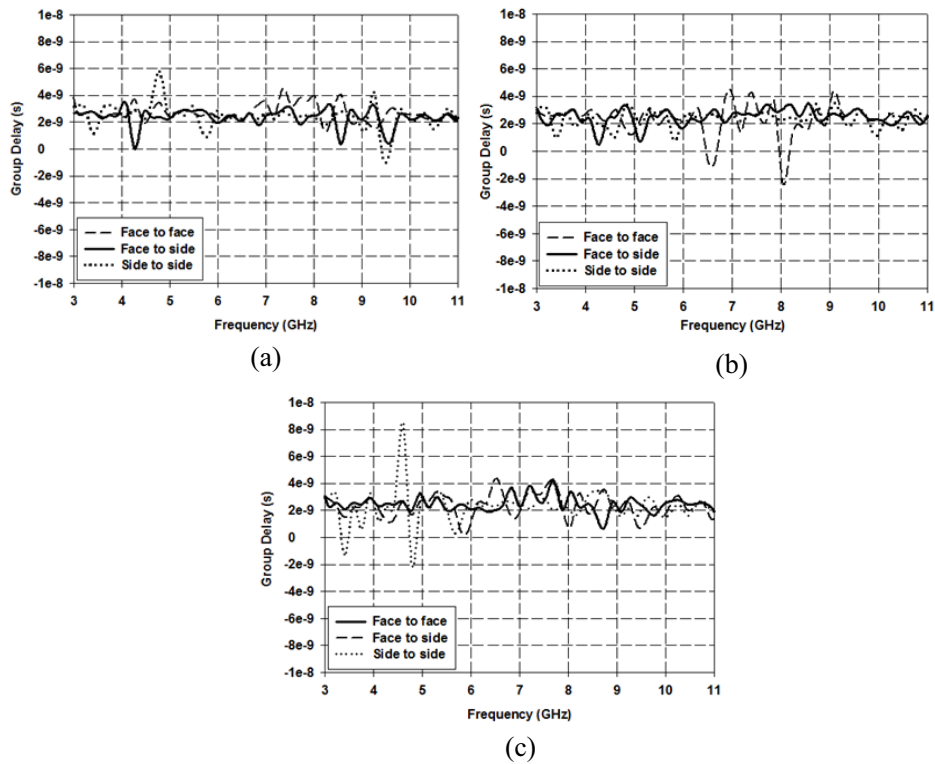 1e-8
8e-9
6e-9
4e-9
2e-9
0
-2e-9
-4e-9
-6e-9
-8e-9
-1e-8
Group Delay (s)
Face to face
Face to side
Side to side
3 4 5 6 7 8 9 10 11
Frequency (GHz)
(a)
1e-8
8e-9
6e-9
4e-9
2e-9
0
-2e-9
-4e-9
-6e-9
-8e-9
-1e-8
Group Delay (s)
Face to face
Face to side
Side to side
3 4 5 6 7 8 9 10 11
Frequency (GHz)
(b)
1e-8
8e-9
6e-9
4e-9
2e-9
0
-2e-9
-4e-9
-6e-9
-8e-9
-1e-8
Group Delay (s)
Face to face
Face to side
Side to side
3 4 5 6 7 8 9 10 11
Frequency (GHz)
(c)